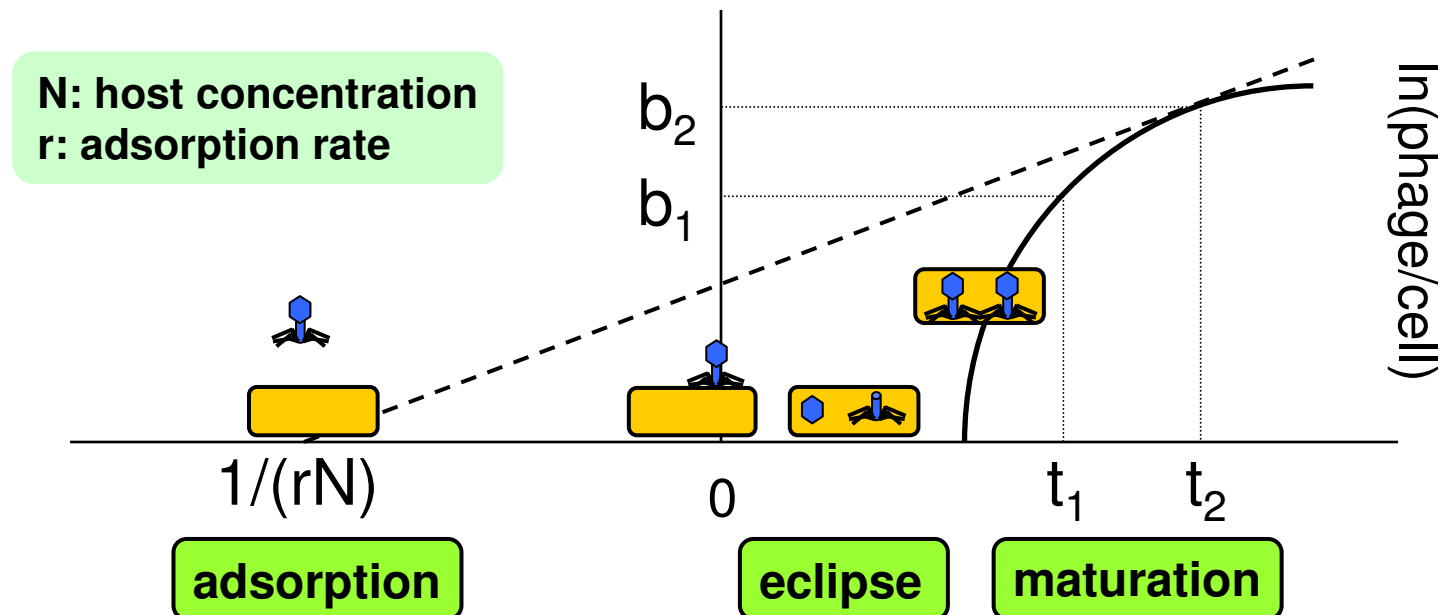 N: host concentration
r: adsorption rate
b₂
b₁
ln(phage/cell)
1/(rN)
0
t₁
t₂
adsorption
eclipse
maturation